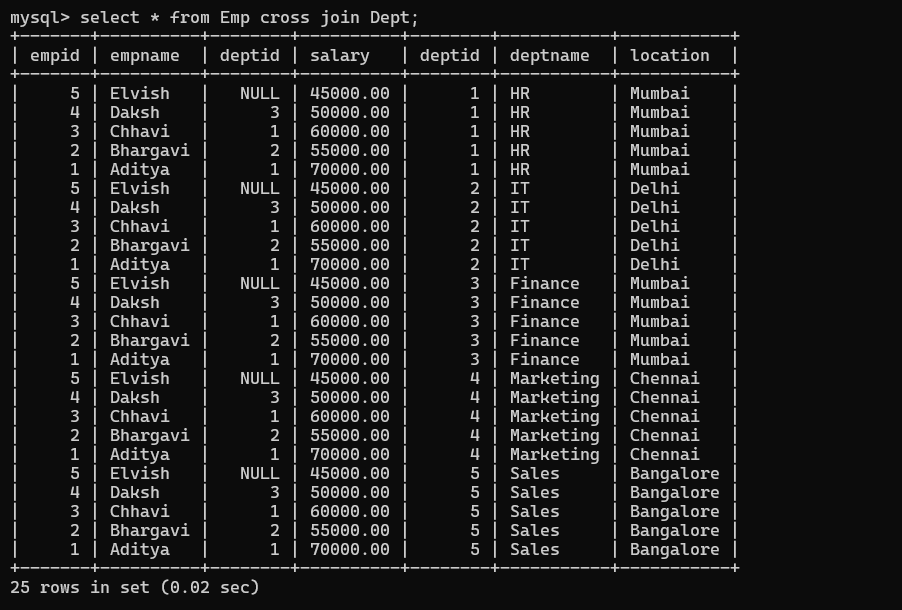 mysql> select * from Emp cross join Dept;
+-------+----------+--------+----------+--------+-----------+-----------+
| empid | empname  | deptid | salary   | deptid | deptname  | location  |
+-------+----------+--------+----------+--------+-----------+-----------+
|     5 | Elvish   |   NULL | 45000.00 |      1 | HR        | Mumbai    |
|     4 | Daksh    |      3 | 50000.00 |      1 | HR        | Mumbai    |
|     3 | Chhavi   |      1 | 60000.00 |      1 | HR        | Mumbai    |
|     2 | Bhargavi |      2 | 55000.00 |      1 | HR        | Mumbai    |
|     1 | Aditya   |      1 | 70000.00 |      1 | HR        | Mumbai    |
|     5 | Elvish   |   NULL | 45000.00 |      2 | IT        | Delhi     |
|     4 | Daksh    |      3 | 50000.00 |      2 | IT        | Delhi     |
|     3 | Chhavi   |      1 | 60000.00 |      2 | IT        | Delhi     |
|     2 | Bhargavi |      2 | 55000.00 |      2 | IT        | Delhi     |
|     1 | Aditya   |      1 | 70000.00 |      2 | IT        | Delhi     |
|     5 | Elvish   |   NULL | 45000.00 |      3 | Finance   | Mumbai    |
|     4 | Daksh    |      3 | 50000.00 |      3 | Finance   | Mumbai    |
|     3 | Chhavi   |      1 | 60000.00 |      3 | Finance   | Mumbai    |
|     2 | Bhargavi |      2 | 55000.00 |      3 | Finance   | Mumbai    |
|     1 | Aditya   |      1 | 70000.00 |      3 | Finance   | Mumbai    |
|     5 | Elvish   |   NULL | 45000.00 |      4 | Marketing | Chennai   |
|     4 | Daksh    |      3 | 50000.00 |      4 | Marketing | Chennai   |
|     3 | Chhavi   |      1 | 60000.00 |      4 | Marketing | Chennai   |
|     2 | Bhargavi |      2 | 55000.00 |      4 | Marketing | Chennai   |
|     1 | Aditya   |      1 | 70000.00 |      4 | Marketing | Chennai   |
|     5 | Elvish   |   NULL | 45000.00 |      5 | Sales     | Bangalore |
|     4 | Daksh    |      3 | 50000.00 |      5 | Sales     | Bangalore |
|     3 | Chhavi   |      1 | 60000.00 |      5 | Sales     | Bangalore |
|     2 | Bhargavi |      2 | 55000.00 |      5 | Sales     | Bangalore |
|     1 | Aditya   |      1 | 70000.00 |      5 | Sales     | Bangalore |
+-------+----------+--------+----------+--------+-----------+-----------+
25 rows in set (0.02 sec)